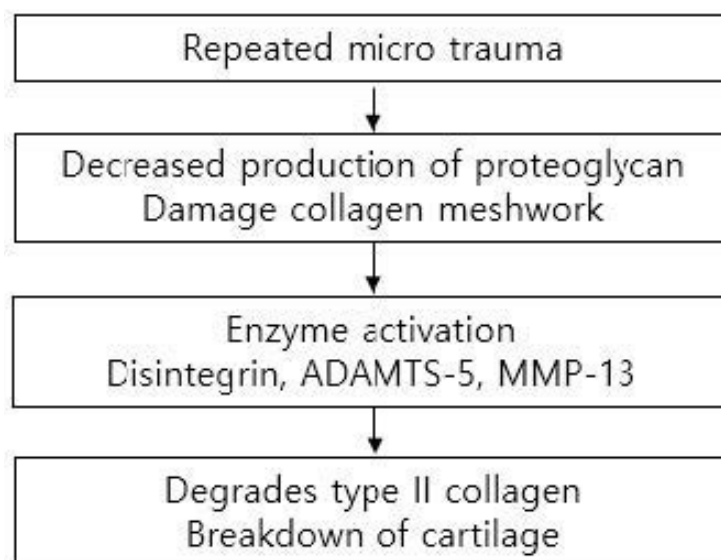 Repeated micro trauma
Decreased production of proteoglycan
Damage collagen meshwork
Enzyme activation
Disintegrin, ADAMTS-5, MMP-13
Degrades type II collagen
Breakdown of cartilage